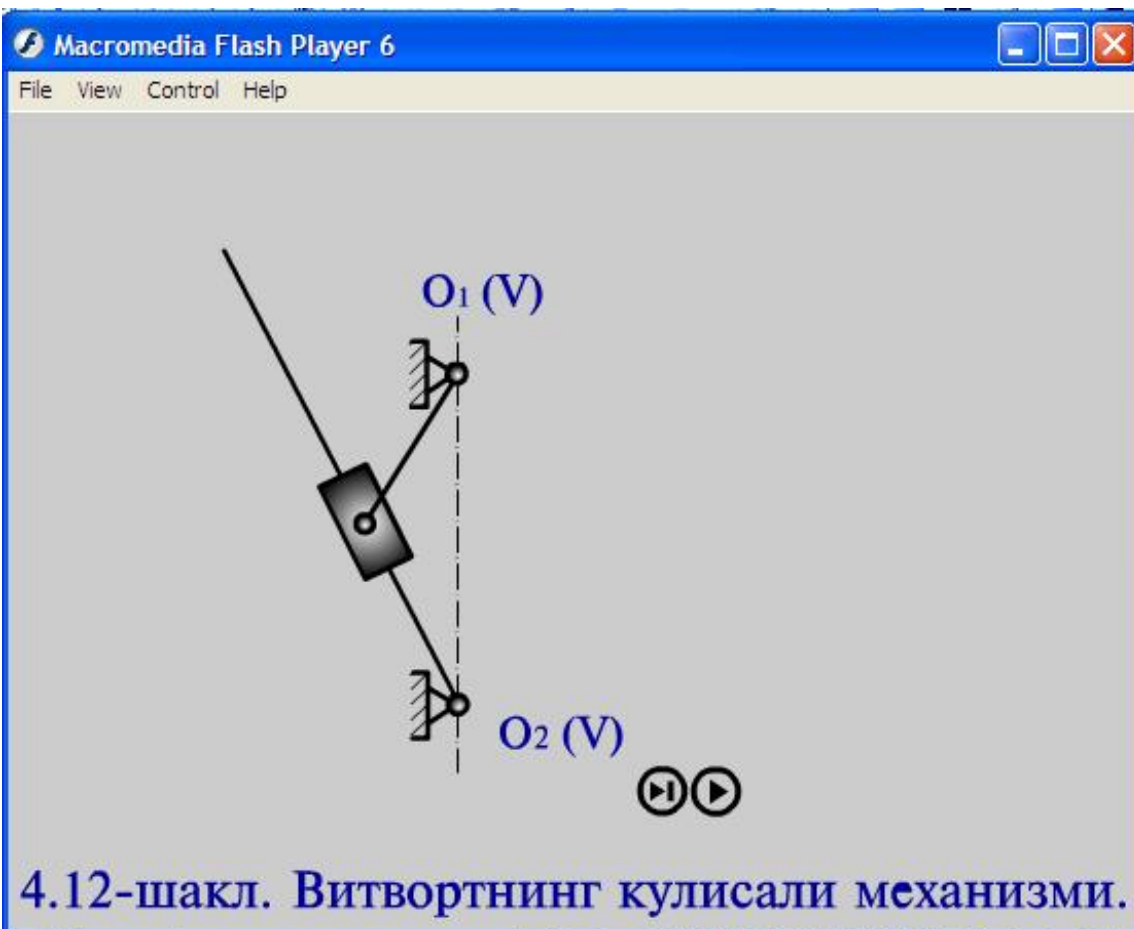 Macromedia Flash Player 6
File View Control Help
O1 (V)
O2 (V)
4.12-шакл. Витвортнинг кулисали механизми.